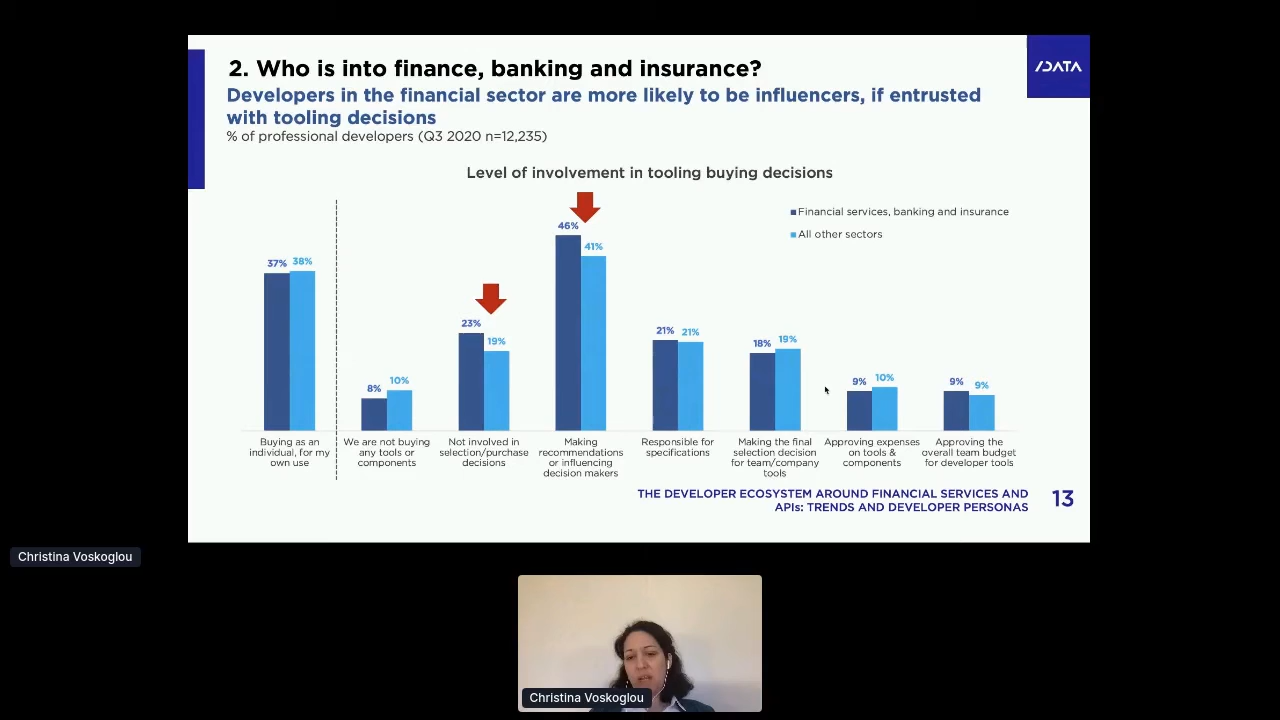 2. Who is into finance, banking and insurance?
Developers in the financial sector are more likely to be influencers, if entrusted
with tooling decisions
% of professional developers (Q3 2020 n=12,235)
/DATA
Level of involvement in tooling buying decisions
Financial services, banking and insurance
All other sectors
37% 38%
8% 10%
23% 19%
46% 41%
21% 21%
18% 19%
9% 10%
9% 9%
Buying as an
individual, for my
own use
We are not buying
any tools or
components
Not involved in
selection/purchase
decisions
Making
recommendations
or influencing
decision makers
Responsible for
specifications
Making the final
selection decision
for team/company
tools
Approving expenses
on tools &
components
Approving the
overall team budget
for developer tools
THE DEVELOPER ECOSYSTEM AROUND FINANCIAL SERVICES AND
APIs: TRENDS AND DEVELOPER PERSONAS
13
Christina Voskoglou
Christina Voskoglou